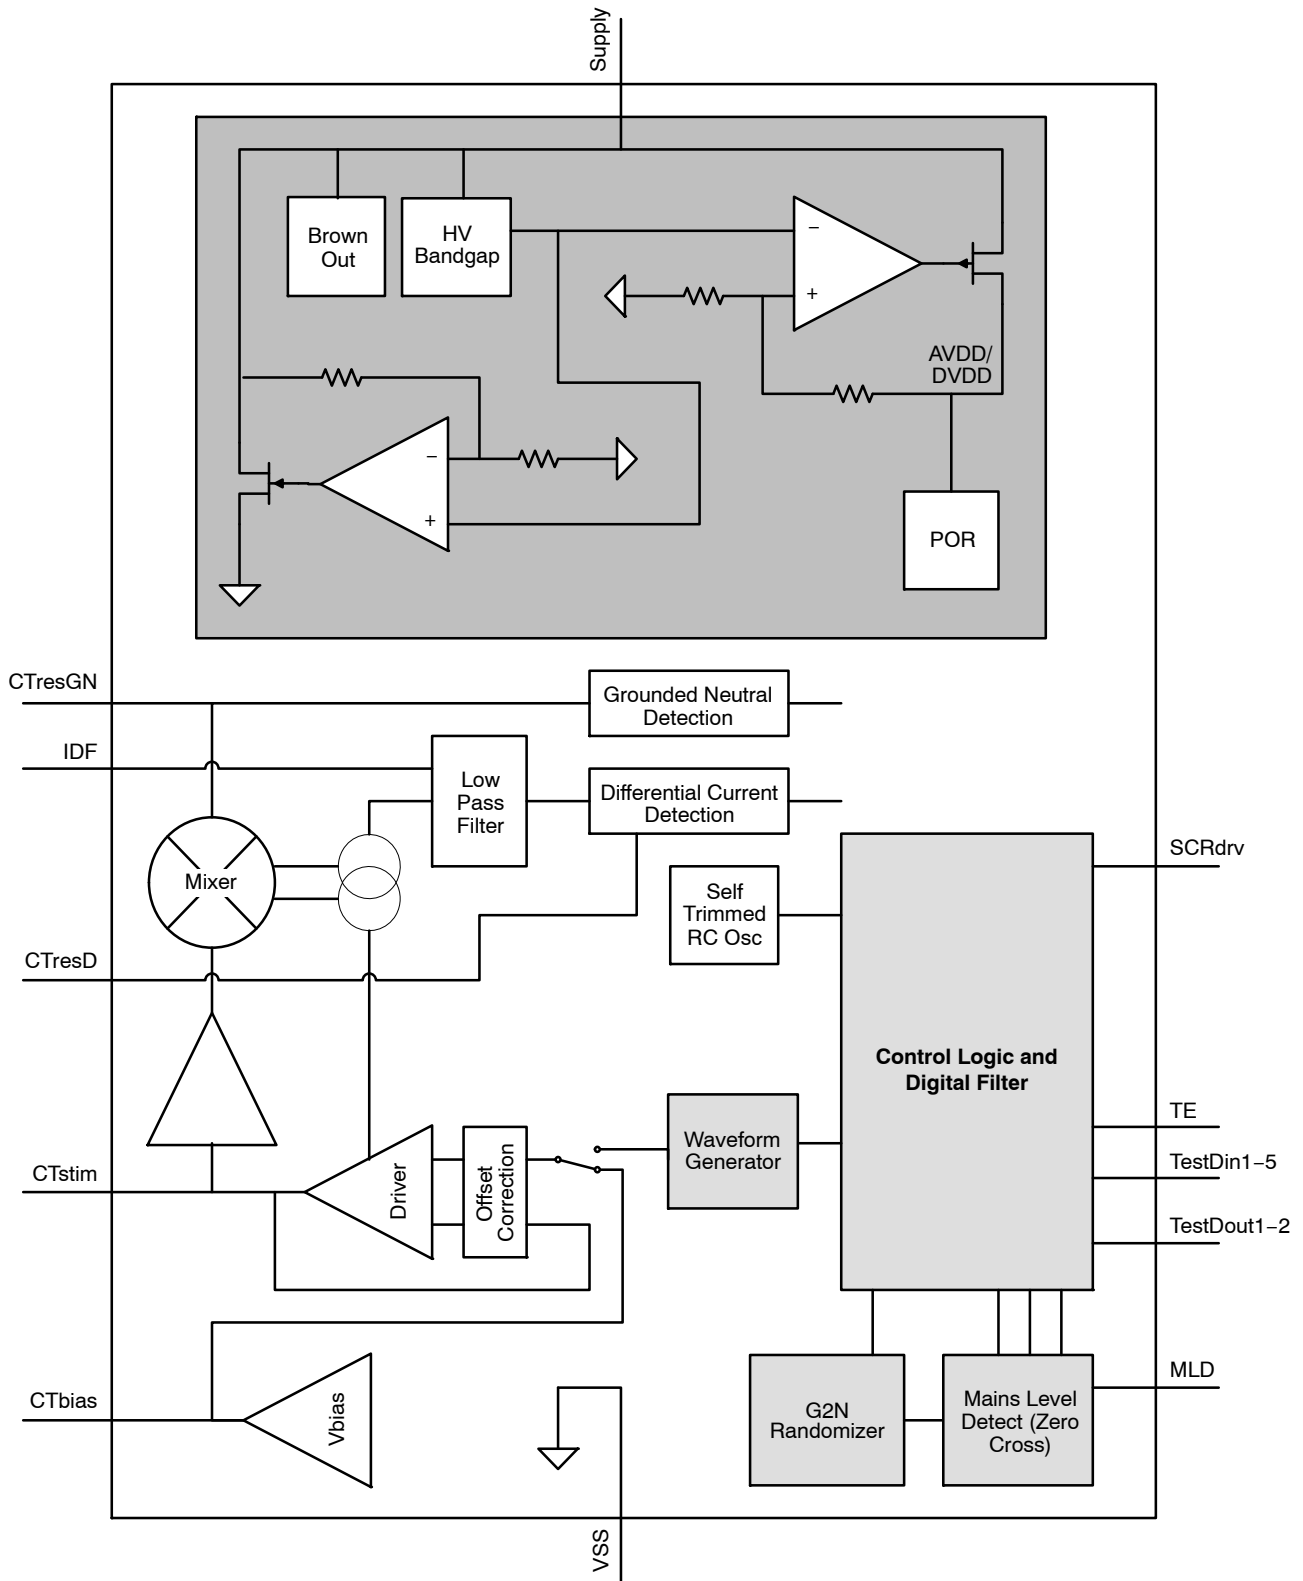 Supply
Brown
Out
HV
Bandgap
−
+
AVDD/
DVDD
−
+
POR
CTresGN
Grounded Neutral
Detection
IDF
Low
Pass
Filter
Differential Current
Detection
Mixer
Self
Trimmed
RC Osc
SCRdrv
CTresD
Control Logic and
Digital Filter
Waveform
Generator
TE
TestDin1−5
TestDout1−2
CTstim
Driver
Offset
Correction
CTbias
Vbias
G2N
Randomizer
Mains Level
Detect (Zero
Cross)
MLD
VSS